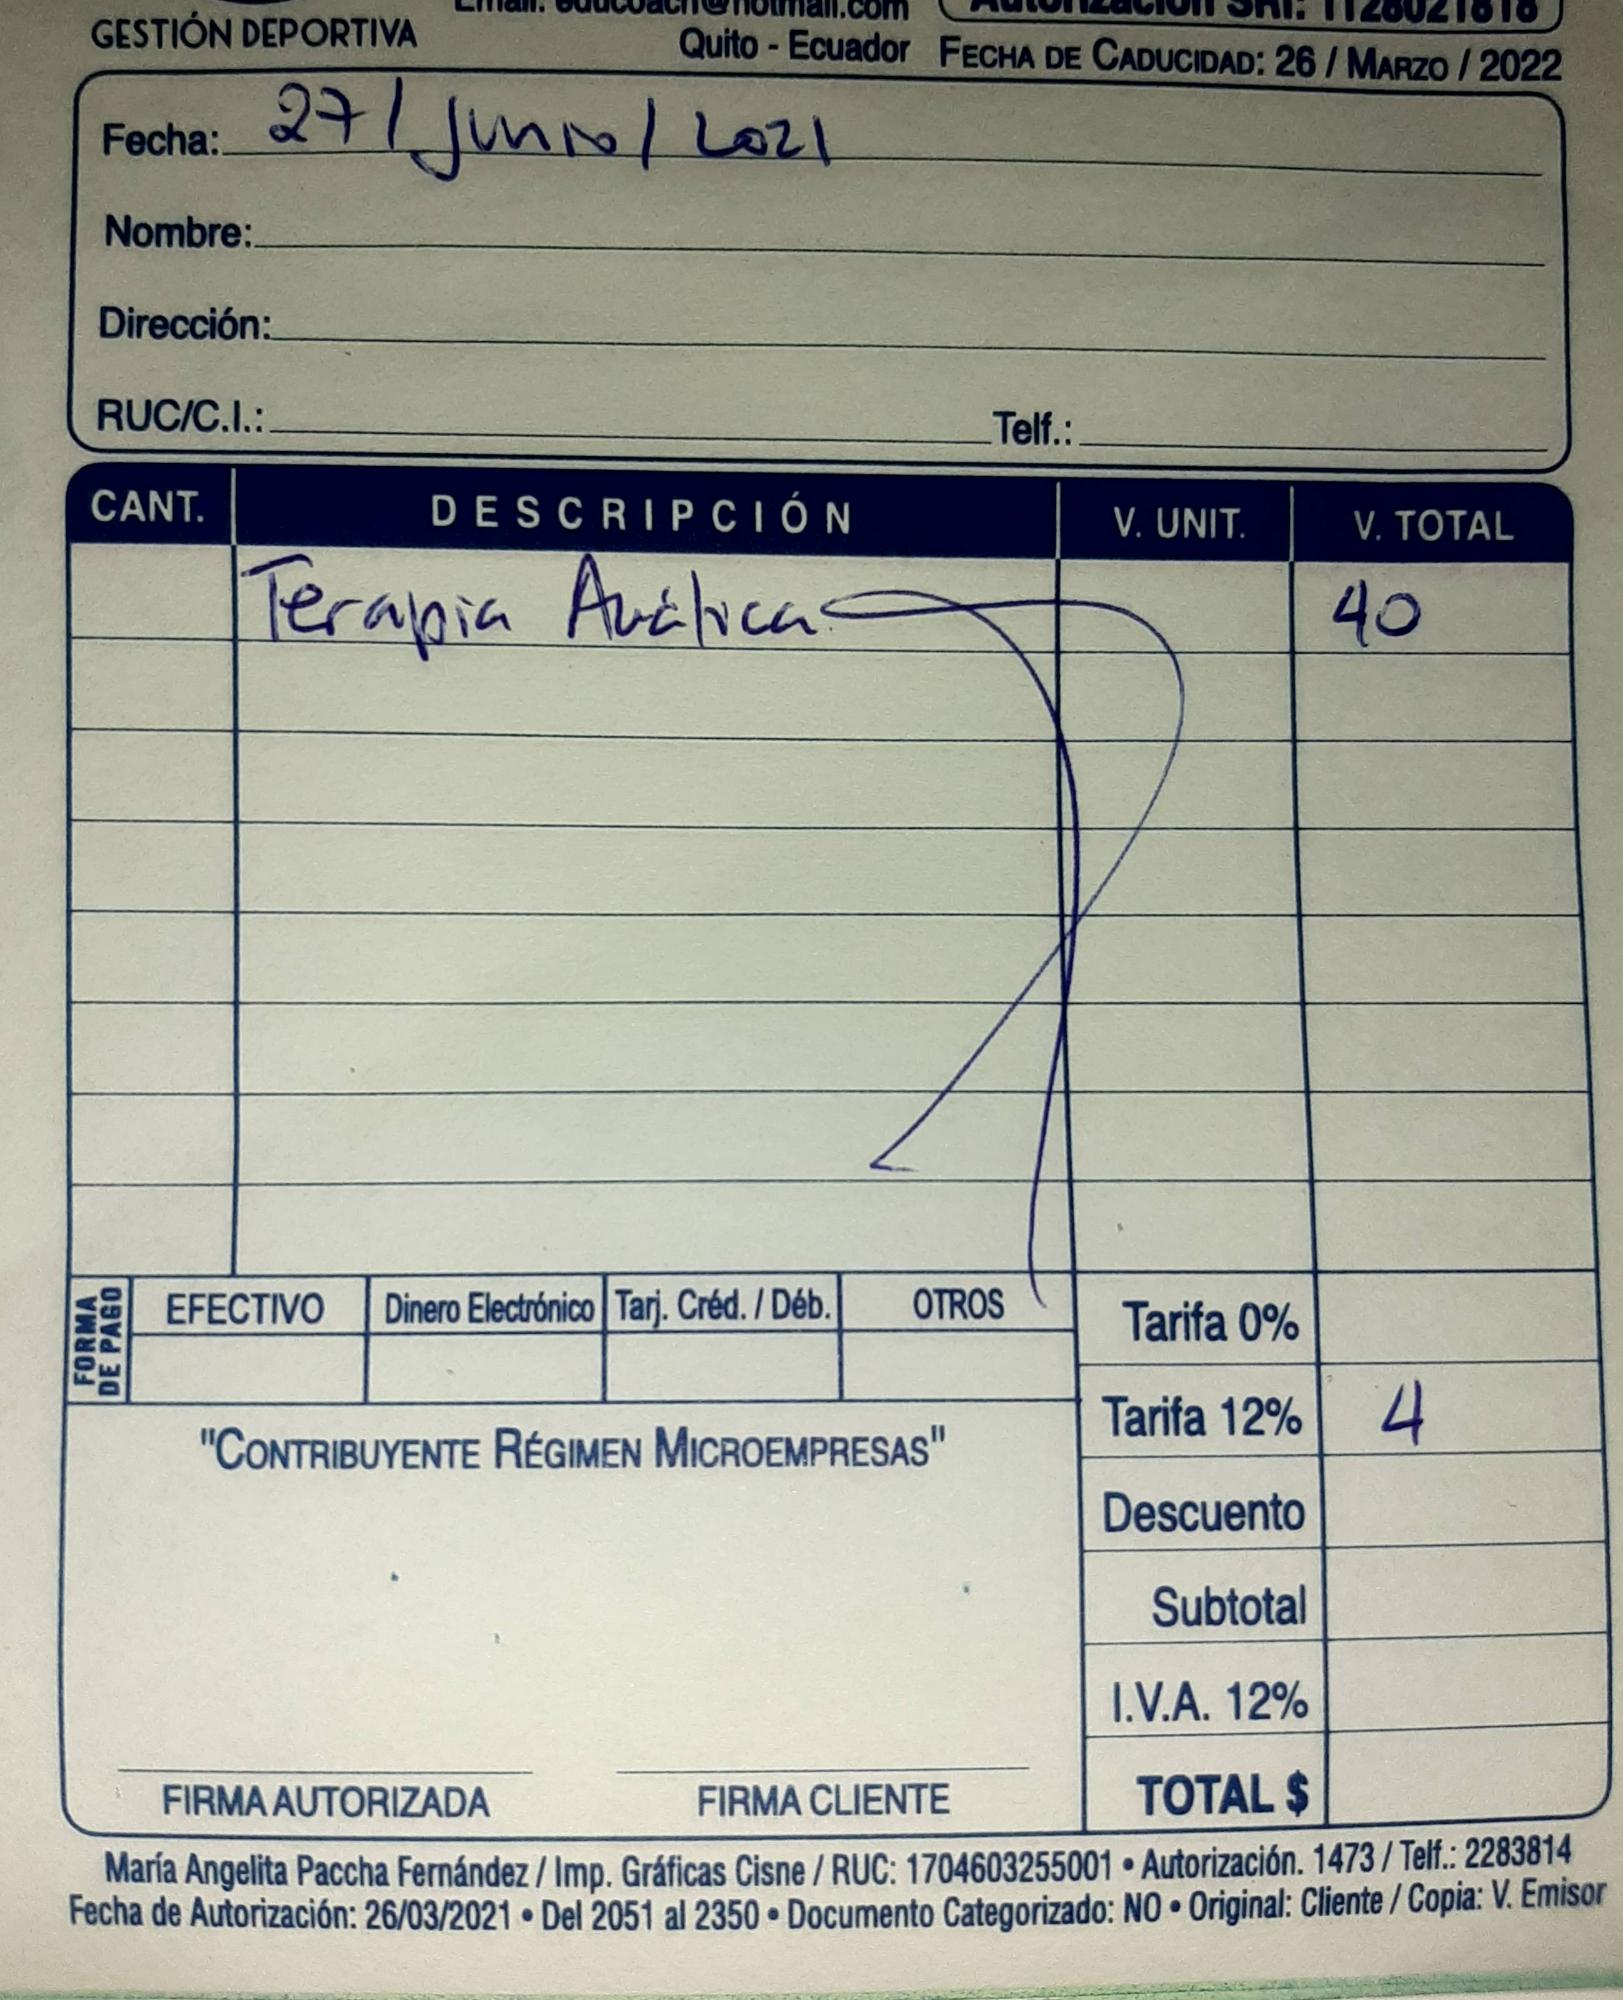 GESTIÓN DEPORTIVA
Email: educoach@hotmail.com
Quito - Ecuador
Autorización SRI: 1128021818
FECHA DE CADUCIDAD: 26 / MARZO / 2022
Fecha: 27 / Junio / 2021
Nombre:
Dirección:
RUC/C.I.: Telf.:
CANT. DESCRIPCIÓN V. UNIT. V. TOTAL
Terapia Auática 40
FORMA DE PAGO
EFECTIVO Dinero Electrónico Tarj. Créd. / Déb. OTROS
Tarifa 0%
Tarifa 12% 4
"CONTRIBUYENTE RÉGIMEN MICROEMPRESAS"
Descuento
Subtotal
I.V.A. 12%
TOTAL $
FIRMA AUTORIZADA FIRMA CLIENTE
María Angelita Paccha Fernández / Imp. Gráficas Cisne / RUC: 1704603255001 • Autorización. 1473 / Telf.: 2283814
Fecha de Autorización: 26/03/2021 • Del 2051 al 2350 • Documento Categorizado: NO • Original: Cliente / Copia: V. Emisor